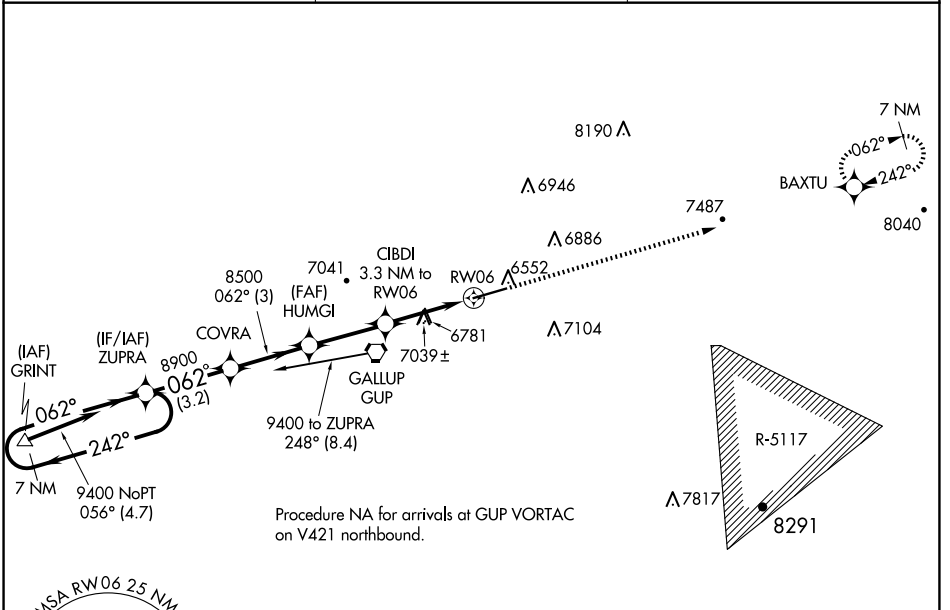 8190
7 NM
062°
242°
BAXTU
6946
7487
8040
6886
CIBDI
3.3 NM to
RW06
RW06
6552
7041
8500
062° (3)
(FAF)
HUMGI
COVRA
6781
7039±
7104
(IF/IAF)
ZUPRA
8900
062°
(3.2)
(IAF)
GRINT
062°
242°
GALLUP
GUP
9400 to ZUPRA
248° (8.4)
7 NM
9400 NoPT
056° (4.7)
R-5117
7817
8291
Procedure NA for arrivals at GUP VORTAC
on V421 northbound.
MSA RW06 25 NM